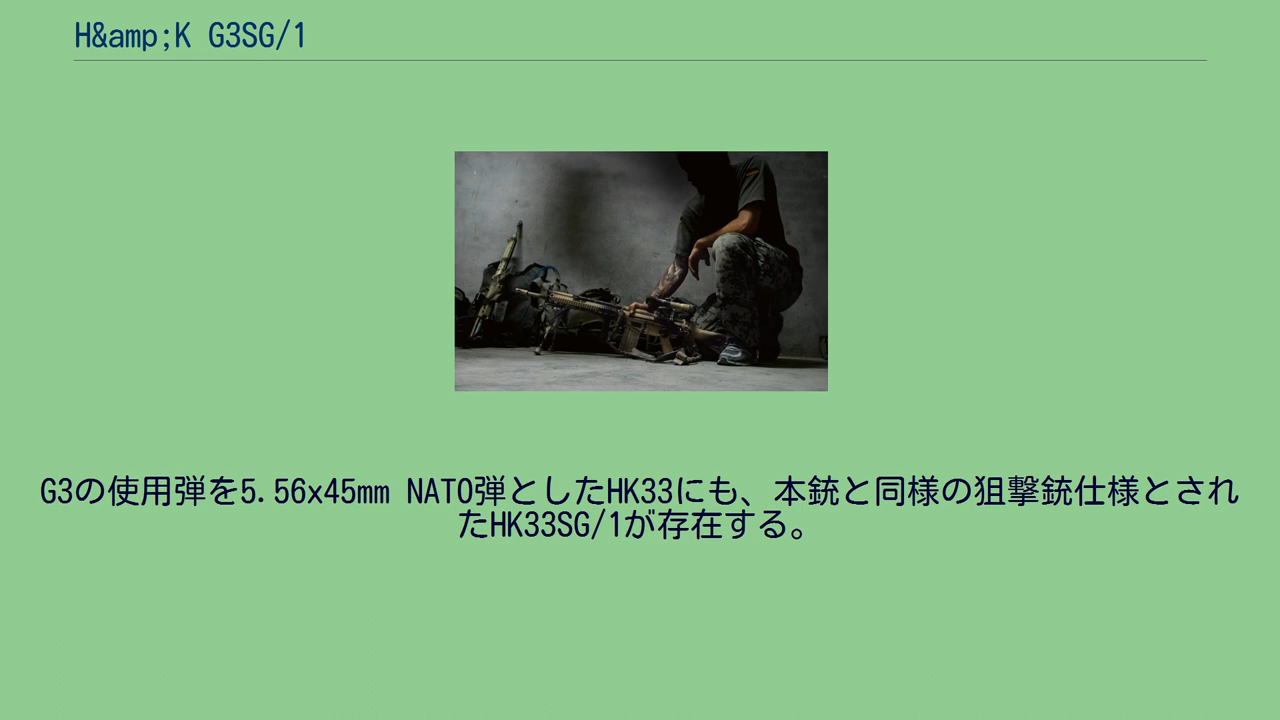 H&amp;K G3SG/1
G3の使用弾を5.56x45mm NATO弾としたHK33にも、本銃と同様の狙撃銃仕様とされ
たHK33SG/1が存在する。